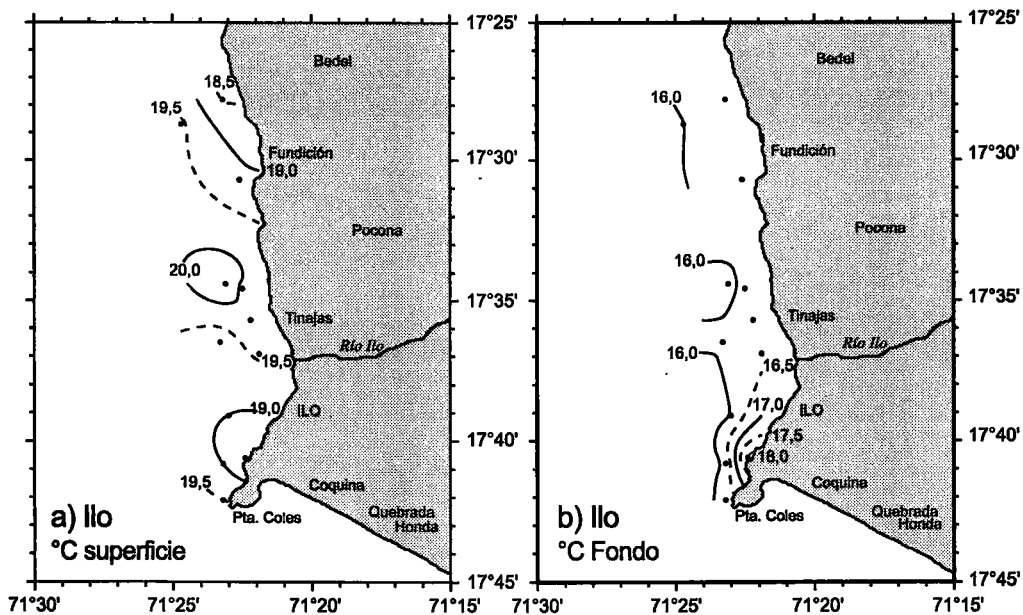 17°25'
17°30'
17°35'
17°40'
17°45'
71°30'
71°25'
71°20'
71°15'
Bedel
18,5
19,5
Fundición
19,0
Pocona
20,0
Tinajas
Río Ilo
19,5
19,0
ILO
19,5
Coquina
Pta. Coles
Quebrada
Honda
a) Ilo
°C superficie
17°25'
17°30'
17°35'
17°40'
17°45'
71°30'
71°25'
71°20'
71°15'
Bedel
16,0
Fundición
Pocona
16,0
Tinajas
Río Ilo
16,0
16,5
17,0
ILO
17,5
18,0
Coquina
Pta. Coles
Quebrada
Honda
b) Ilo
°C Fondo